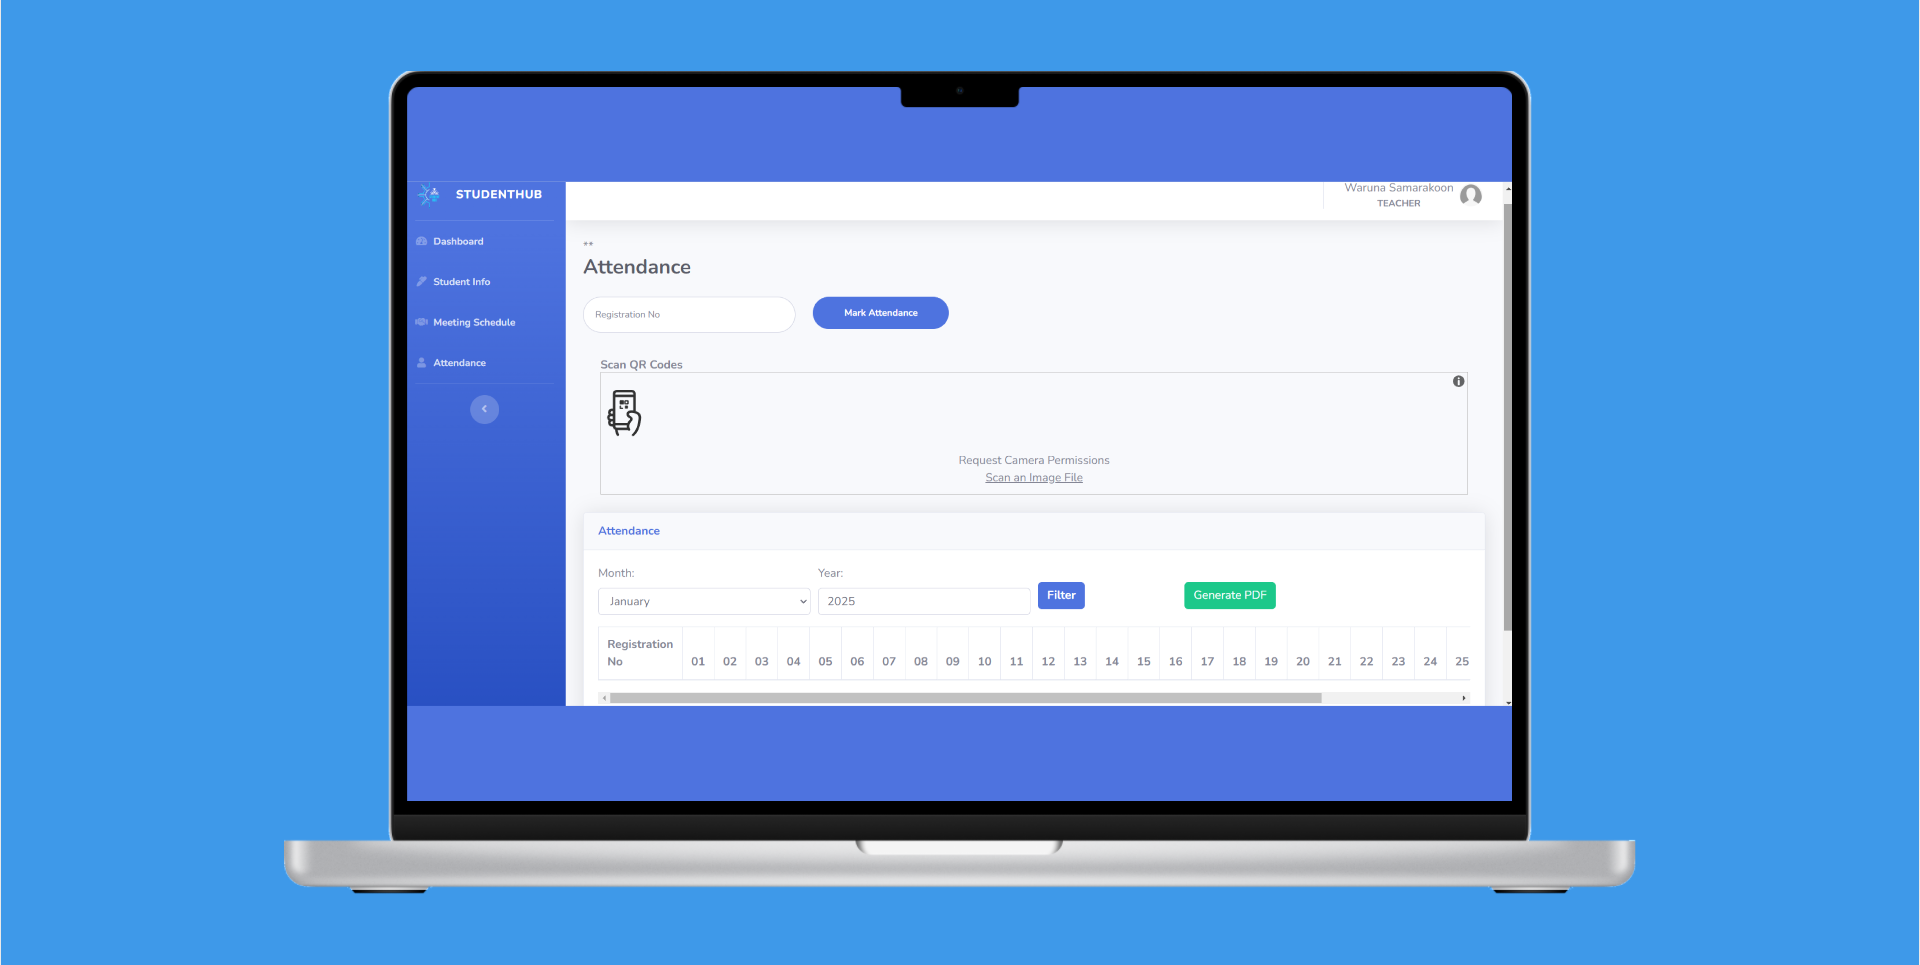 STUDENTHUB
Waruna Samarakoon
TEACHER
Dashboard
Student Info
Meeting Schedule
Attendance
**
Attendance
Registration No
Mark Attendance
Scan QR Codes
Request Camera Permissions
Scan an Image File
Attendance
Month:
Year:
January
2025
Filter
Generate PDF
Registration
No 01 02 03 04 05 06 07 08 09 10 11 12 13 14 15 16 17 18 19 20 21 22 23 24 25